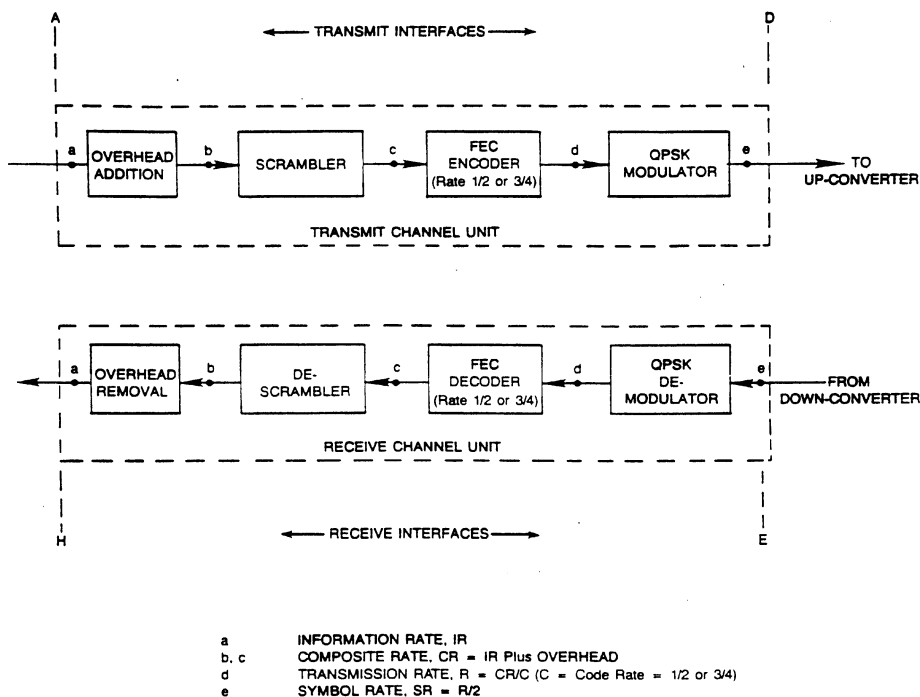 A
D
TRANSMIT INTERFACES
a
OVERHEAD
ADDITION
b
SCRAMBLER
c
FEC
ENCODER
(Rate 1/2 or 3/4)
d
QPSK
MODULATOR
e
TO
UP-CONVERTER
TRANSMIT CHANNEL UNIT
a
OVERHEAD
REMOVAL
b
DE-
SCRAMBLER
c
FEC
DECODER
(Rate 1/2 or 3/4)
d
QPSK
DE-
MODULATOR
e
FROM
DOWN-CONVERTER
RECEIVE CHANNEL UNIT
H
RECEIVE INTERFACES
E
a INFORMATION RATE, IR
b, c COMPOSITE RATE, CR = IR Plus OVERHEAD
d TRANSMISSION RATE, R = CR/C (C = Code Rate = 1/2 or 3/4)
e SYMBOL RATE, SR = R/2